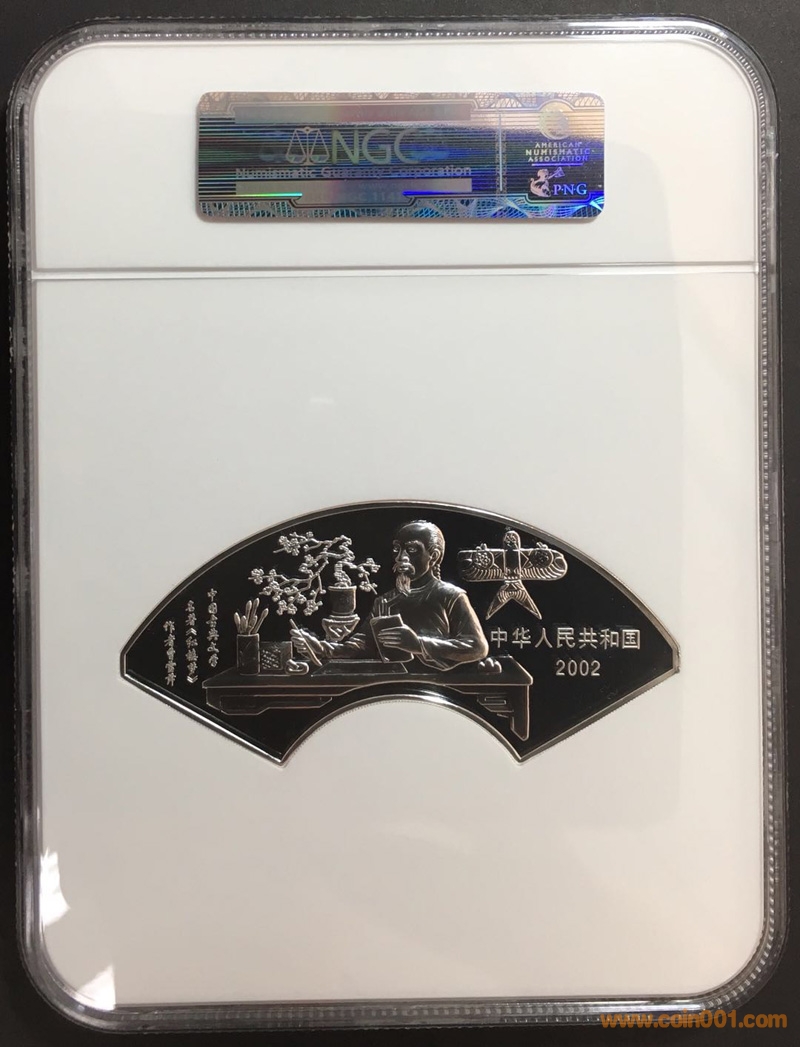 NGC
Numismatic Guaranty Corporation
AMERICAN
NUMISMATIC
ASSOCIATION
P·N·G
中国古典文学
名著《红楼梦》
作者曹雪芹
中华人民共和国
2002
www.coin001.com